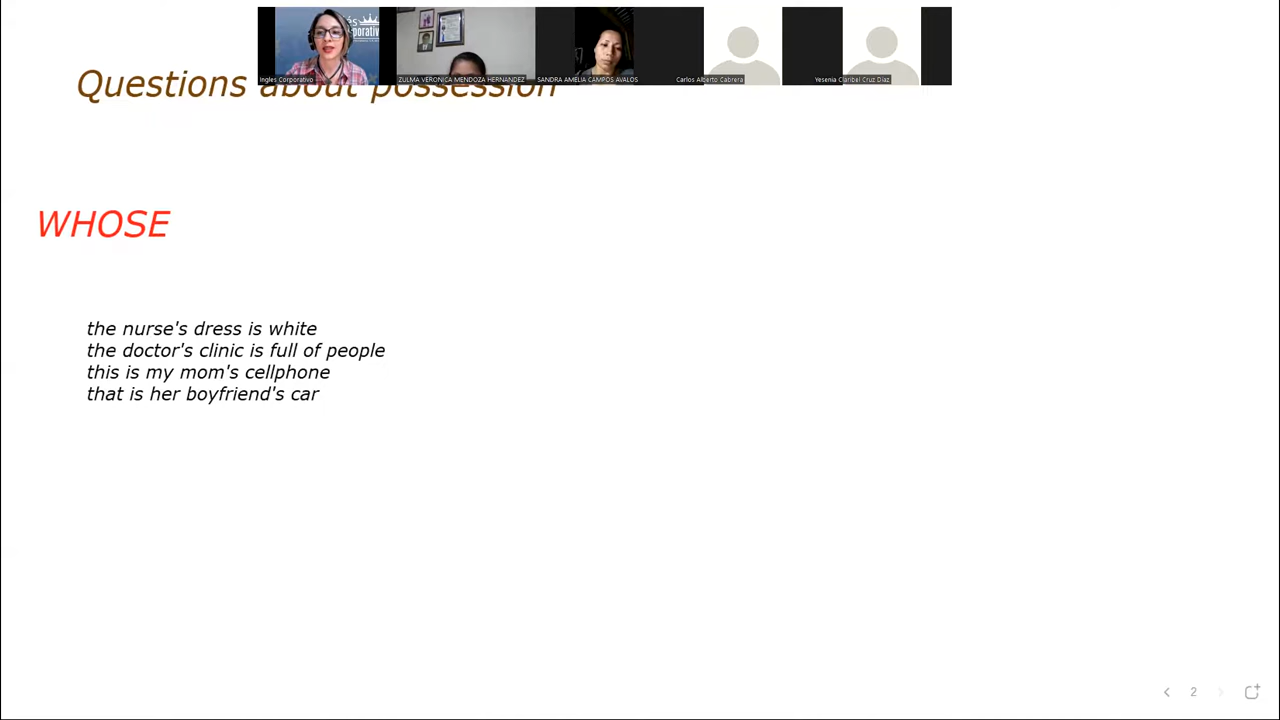 Ingles Corporativo
ZULMA VERONICA MENDOZA HERNANDEZ
SANDRA AMELIA CAMPOS AVALOS
Carlos Alberto Cabrera
Yesenia Claribel Cruz Diaz
Questions about possession
WHOSE
the nurse's dress is white
the doctor's clinic is full of people
this is my mom's cellphone
that is her boyfriend's car
2